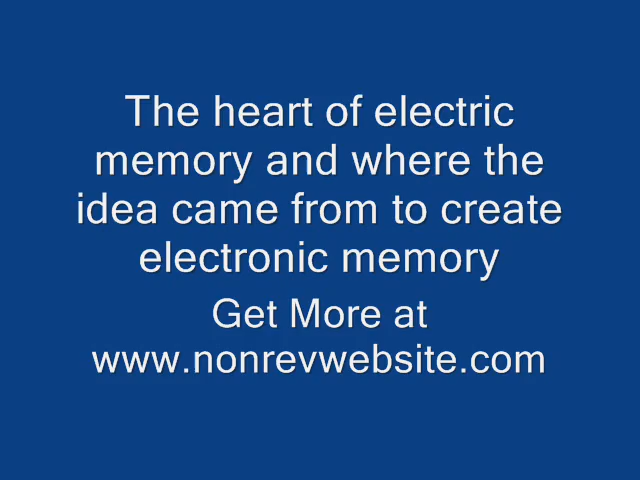 The heart of electric
memory and where the
idea came from to create
electronic memory
Get More at
www.nonrevwebsite.com